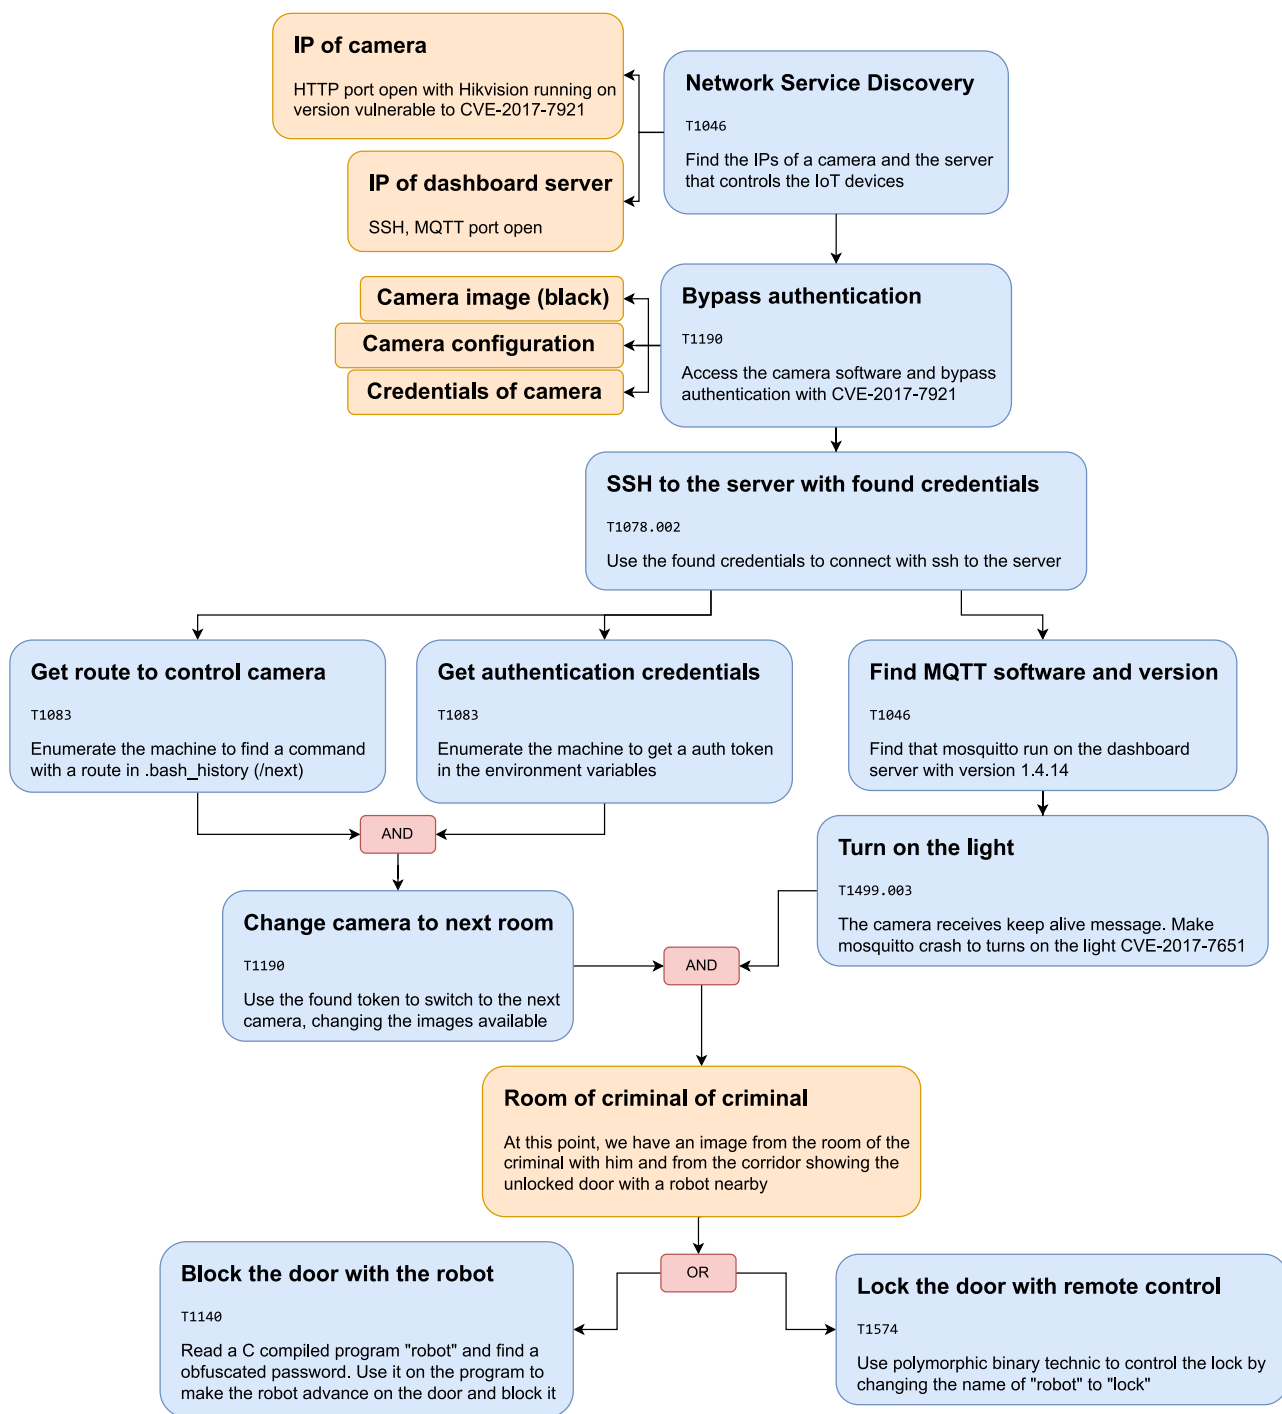 IP of camera
HTTP port open with Hikvision running on
version vulnerable to CVE-2017-7921
Network Service Discovery
T1046
Find the IPs of a camera and the server
that controls the IoT devices
IP of dashboard server
SSH, MQTT port open
Camera image (black)
Camera configuration
Credentials of camera
Bypass authentication
T1190
Access the camera software and bypass
authentication with CVE-2017-7921
SSH to the server with found credentials
T1078.002
Use the found credentials to connect with ssh to the server
Get route to control camera
T1083
Enumerate the machine to find a command
with a route in .bash_history (/next)
Get authentication credentials
T1083
Enumerate the machine to get a auth token
in the environment variables
Find MQTT software and version
T1046
Find that mosquitto run on the dashboard
server with version 1.4.14
AND
Turn on the light
T1499.003
The camera receives keep alive message. Make
mosquitto crash to turns on the light CVE-2017-7651
Change camera to next room
T1190
Use the found token to switch to the next
camera, changing the images available
AND
Room of criminal of criminal
At this point, we have an image from the room of the
criminal with him and from the corridor showing the
unlocked door with a robot nearby
OR
Block the door with the robot
T1140
Read a C compiled program "robot" and find a
obfuscated password. Use it on the program to
make the robot advance on the door and block it
Lock the door with remote control
T1574
Use polymorphic binary technic to control the lock by
changing the name of "robot" to "lock"